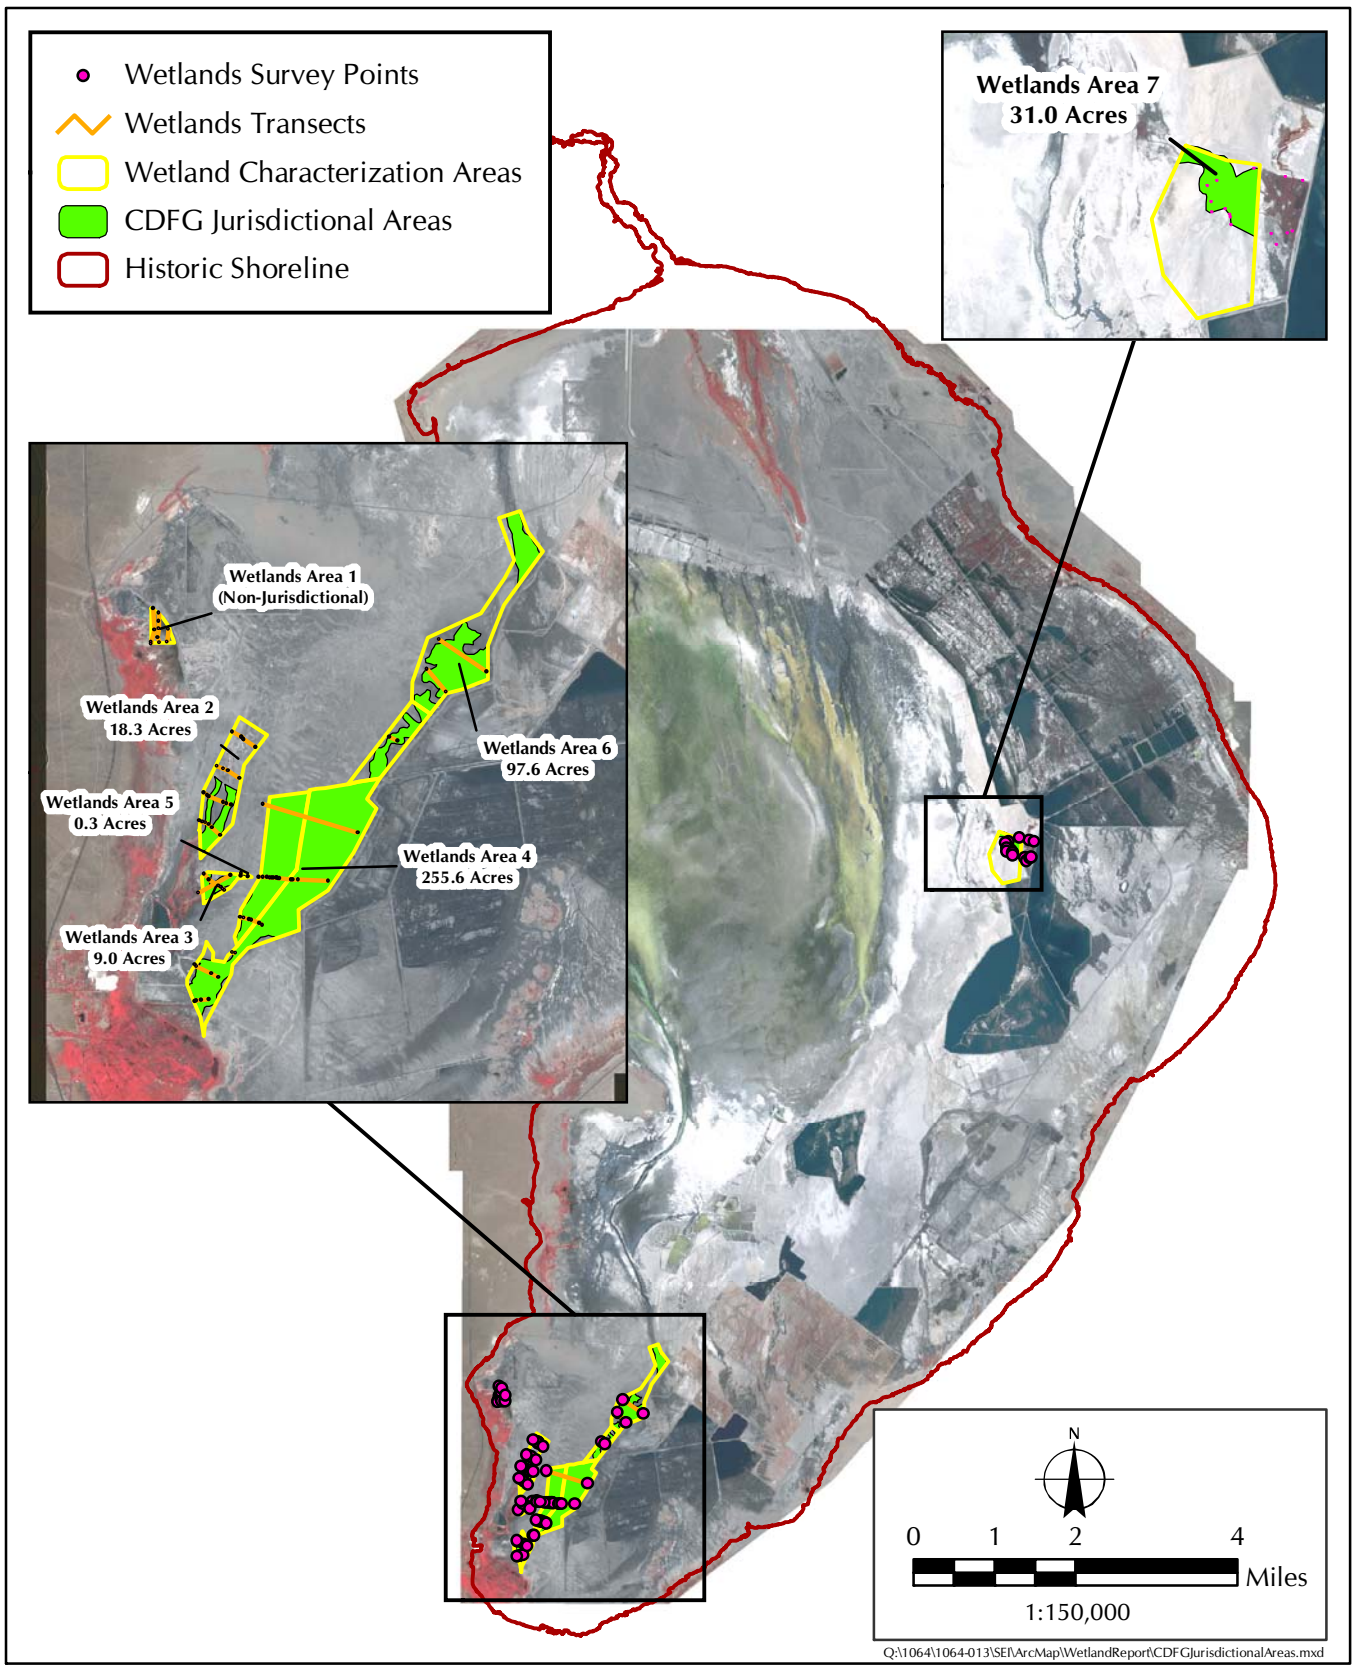 Wetlands Survey Points
Wetlands Transects
Wetland Characterization Areas
CDFG Jurisdictional Areas
Historic Shoreline
Wetlands Area 7
31.0 Acres
Wetlands Area 1
(Non-Jurisdictional)
Wetlands Area 2
18.3 Acres
Wetlands Area 6
97.6 Acres
Wetlands Area 5
0.3 Acres
Wetlands Area 4
255.6 Acres
Wetlands Area 3
9.0 Acres
N
0 1 2 4
Miles
1:150,000
Q:\1064\1064-013\SEI\ArcMap\WetlandReport\CDFGJurisdictionalAreas.mxd